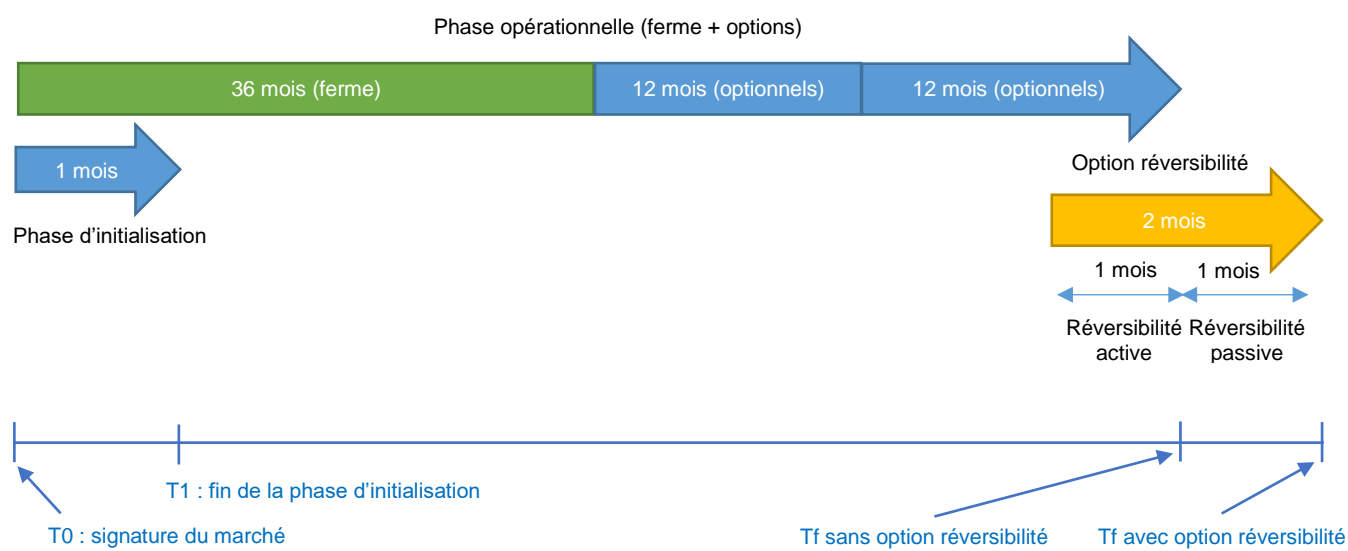 Phase opérationnelle (ferme + options)
36 mois (ferme)
12 mois (optionnels)
12 mois (optionnels)
1 mois
Phase d’initialisation
Option réversibilité
2 mois
1 mois
1 mois
Réversibilité
active
Réversibilité
passive
T1 : fin de la phase d’initialisation
T0 : signature du marché
Tf sans option réversibilité
Tf avec option réversibilité